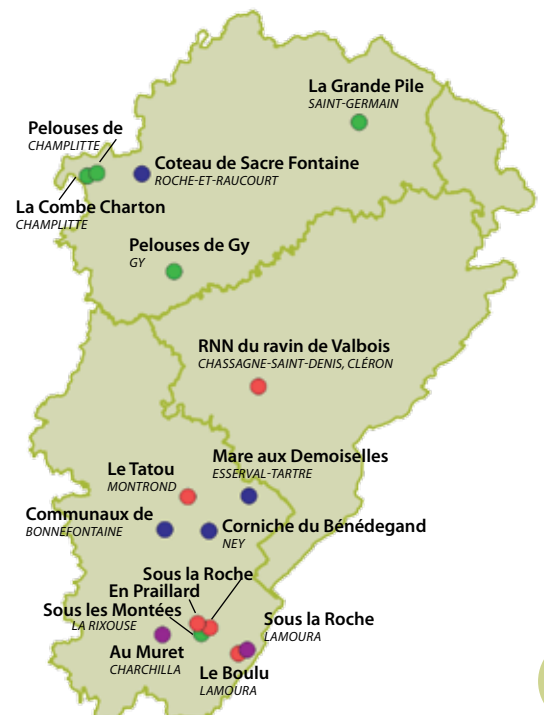 La Grande Pile
SAINT-GERMAIN
Pelouses de
CHAMPLITTE
Coteau de Sacre Fontaine
ROCHE-ET-RAUCOURT
La Combe Charton
CHAMPLITTE
Pelouses de Gy
GY
RNN du ravin de Valbois
CHASSAGNE-SAINT-DENIS, CLÉRON
Mare aux Demoiselles
ESSERVAL-TARTRE
Le Tatou
MONTROND
Communaux de
BONNEFONTAINE
Corniche du Bénédegand
NEY
Sous la Roche
En Praillard
Sous les Montées
LA RIXOUSE
Sous la Roche
LAMOURA
Au Muret
CHARCHILLA
Le Boulu
LAMOURA